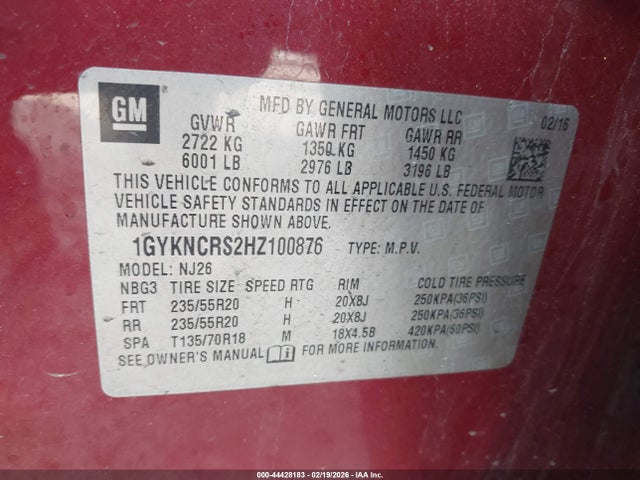 GM
MFD BY GENERAL MOTORS LLC
02/16
GVWR GAWR FRT GAWR RR
2722 KG 1350 KG 1450 KG
6001 LB 2976 LB 3196 LB
THIS VEHICLE CONFORMS TO ALL APPLICABLE U.S. FEDERAL MOTOR
VEHICLE SAFETY STANDARDS IN EFFECT ON THE DATE OF
MANUFACTURE SHOWN ABOVE.
1GYKNCRS2HZ100876 TYPE: M.P.V.
MODEL: NJ26
NBG3 TIRE SIZE SPEED RTG RIM COLD TIRE PRESSURE
FRT 235/55R20 H 20X8J 250KPA(36PSI)
RR 235/55R20 H 20X8J 250KPA(36PSI)
SPA T135/70R18 M 18X4.5B 420KPA(60PSI)
SEE OWNER'S MANUAL FOR MORE INFORMATION.
000-44428183 - 02/19/2026 - IAAI.COM